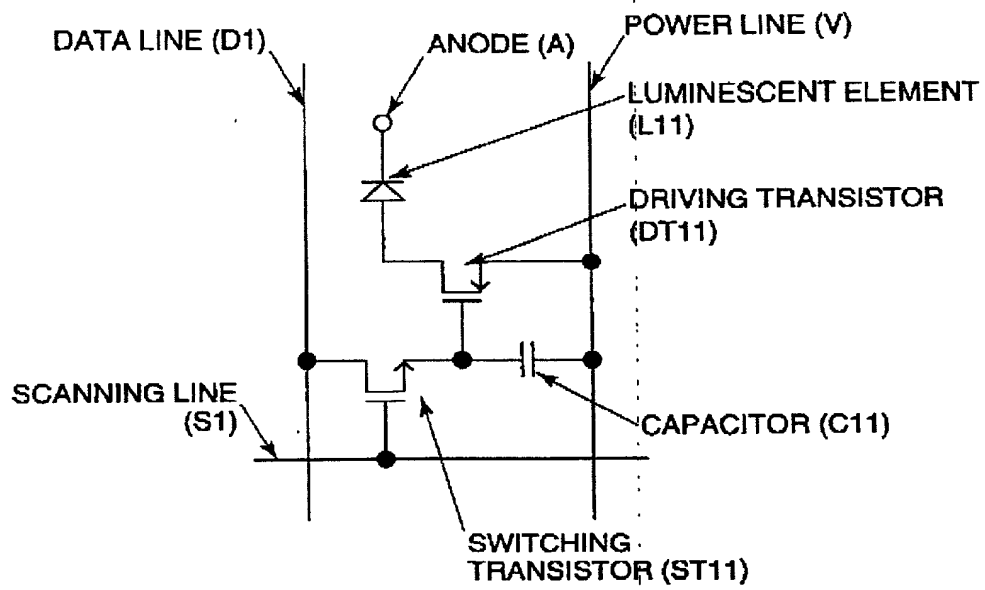 DATA LINE (D1)
ANODE (A)
POWER LINE (V)
LUMINESCENT ELEMENT
(L11)
DRIVING TRANSISTOR
(DT11)
SCANNING LINE
(S1)
CAPACITOR (C11)
SWITCHING
TRANSISTOR (ST11)